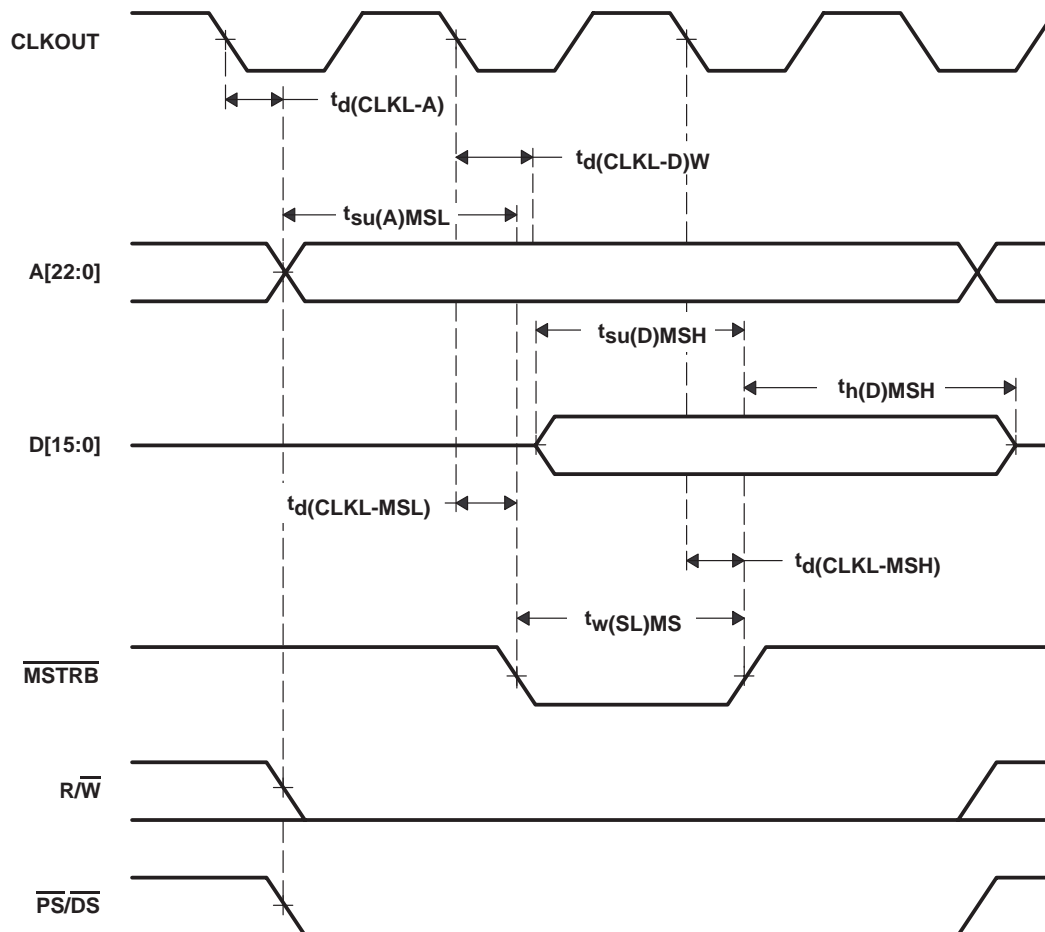 CLKOUT
td(CLKL-A)
td(CLKL-D)W
tsu(A)MSL
A[22:0]
tsu(D)MSH
th(D)MSH
D[15:0]
td(CLKL-MSL)
td(CLKL-MSH)
tw(SL)MS
MSTRB
R/W
PS/DS